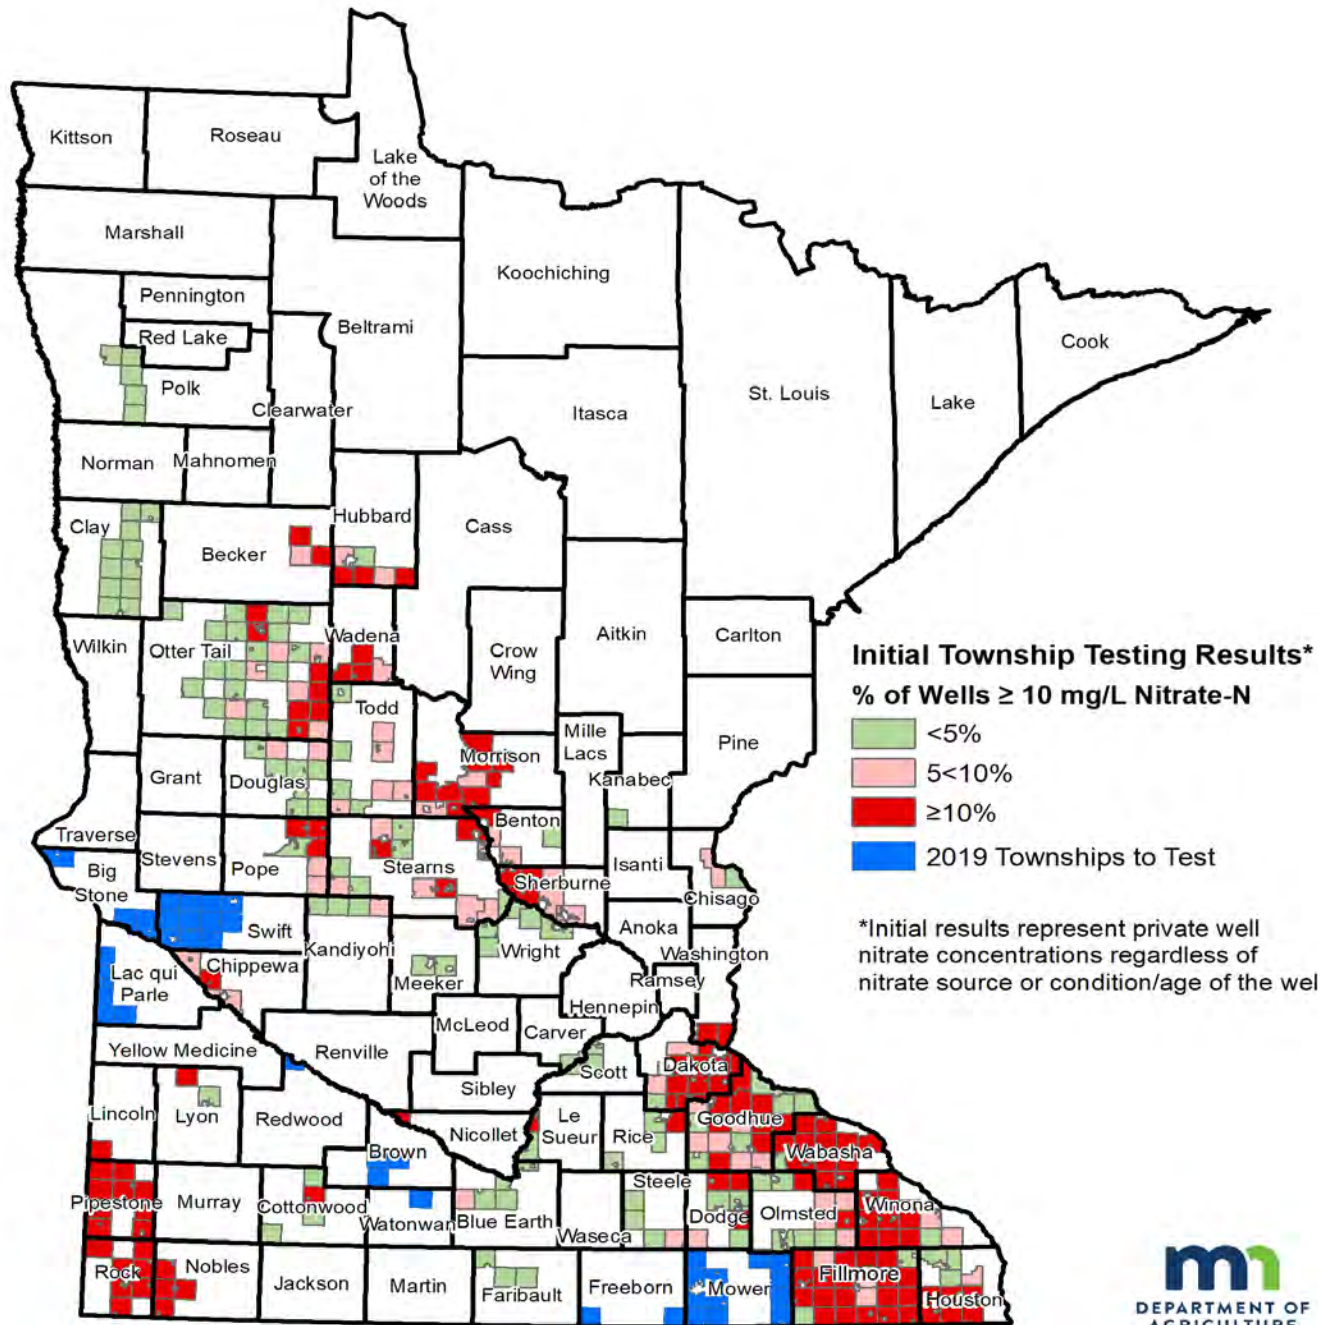 Kittson
Roseau
Lake
of the
Woods
Marshall
Koochiching
Pennington
Red Lake
Beltrami
Cook
Polk
Clearwater
Itasca
St. Louis
Lake
Norman
Mahnomen
Clay
Becker
Hubbard
Cass
Wilkin
Otter Tail
Wadena
Crow
Wing
Aitkin
Carlton
Todd
Pine
Grant
Douglas
Morrison
Mille
Lacs
Kanabec
Traverse
Benton
Big
Stone
Stevens
Pope
Stearns
Sherburne
Isanti
Chisago
Swift
Kandiyohi
Wright
Anoka
Washington
Lac qui
Parle
Chippewa
Meeker
Ramsey
Hennepin
McLeod
Carver
Yellow Medicine
Renville
Scott
Dakota
Sibley
Lincoln
Lyon
Redwood
Nicollet
Le
Sueur
Rice
Goodhue
Brown
Wabasha
Pipestone
Murray
Cottonwood
Watonwan
Blue Earth
Waseca
Steele
Dodge
Olmsted
Winona
Rock
Nobles
Jackson
Martin
Faribault
Freeborn
Mower
Fillmore
Houston
Initial Township Testing Results*
% of Wells ≥ 10 mg/L Nitrate-N
<5%
5<10%
≥10%
2019 Townships to Test
*Initial results represent private well
nitrate concentrations regardless of
nitrate source or condition/age of the wel
DEPARTMENT OF
AGRICULTURE